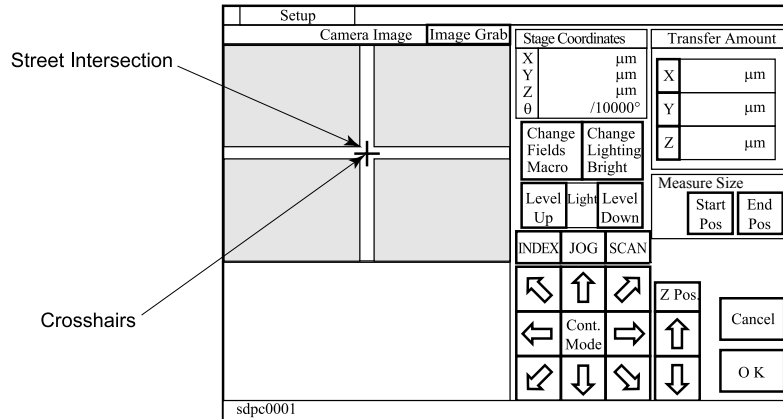 Setup
Camera Image Image Grab
Street Intersection
Crosshairs
Stage Coordinates
X µm
Y µm
Z µm
θ /10000°
Transfer Amount
X µm
Y µm
Z µm
Change Fields Macro
Change Lighting Bright
Level Up
Light
Level Down
Measure Size
Start Pos
End Pos
INDEX JOG SCAN
Cont. Mode
Z Pos.
Cancel
O K
sdpc0001